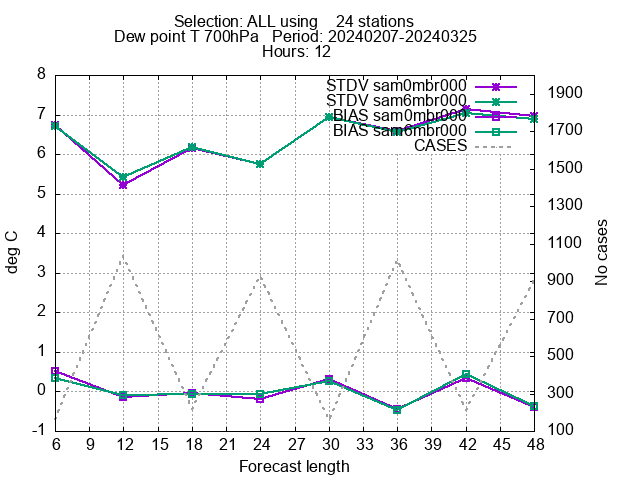 Selection: ALL using    24 stations
Dew point T 700hPa   Period: 20240207-20240325
Hours: 12
STDV sam0mbr000
STDV sam6mbr000
BIAS sam0mbr000
BIAS sam6mbr000
CASES
deg C
8
7
6
5
4
3
2
1
0
-1
No cases
1900
1700
1500
1300
1100
900
700
500
300
100
6 9 12 15 18 21 24 27 30 33 36 39 42 45 48
Forecast length